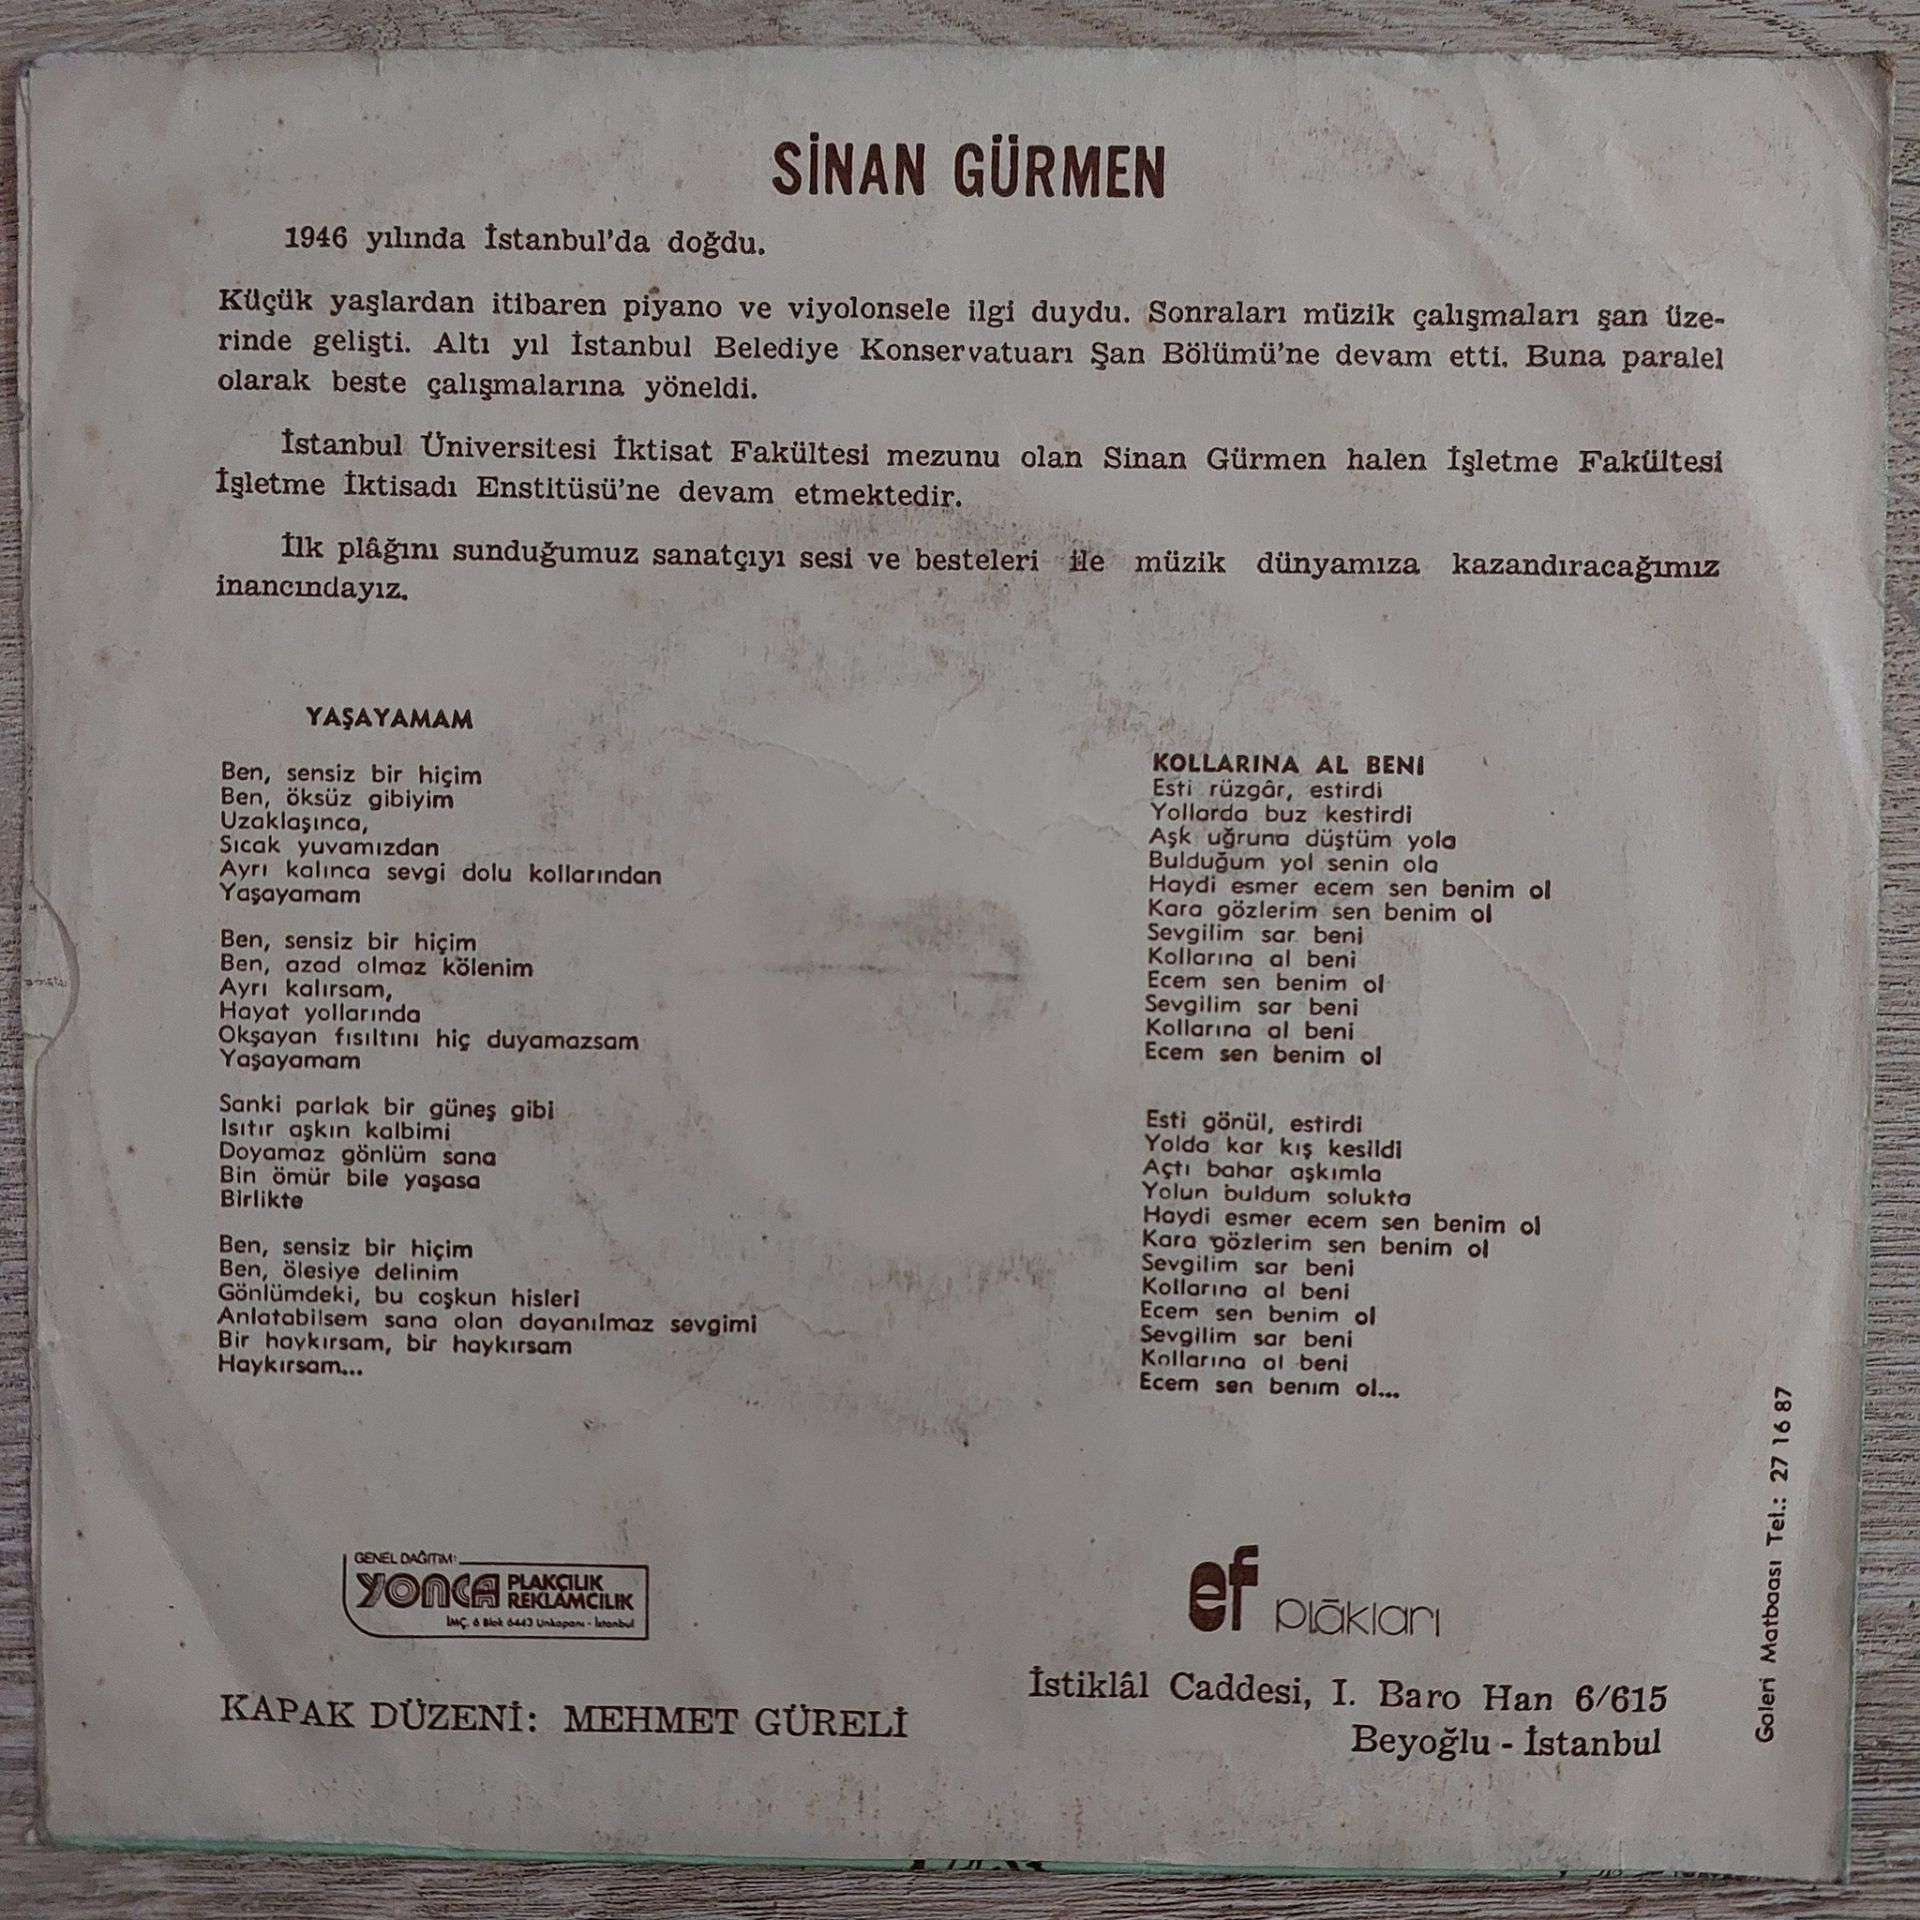 SİNAN GÜRMEN
1946 yılında İstanbul'da doğdu.
Küçük yaşlardan itibaren piyano ve viyolonsele ilgi duydu. Sonraları müzik çalışmaları şan üze-
rinde gelişti. Altı yıl İstanbul Belediye Konservatuarı Şan Bölümü'ne devam etti. Buna paralel
olarak beste çalışmalarına yöneldi.
İstanbul Üniversitesi İktisat Fakültesi mezunu olan Sinan Gürmen halen İşletme Fakültesi
İşletme İktisadı Enstitüsü'ne devam etmektedir.
İlk plâğını sunduğumuz sanatçıyı sesi ve besteleri ile müzik dünyamıza kazandıracağımız
inancındayız.
YAŞAYAMAM
Ben, sensiz bir hiçim
Ben, öksüz gibiyim
Uzaklaşınca,
Sıcak yuvamızdan
Ayrı kalınca sevgi dolu kollarından
Yaşayamam
Ben, sensiz bir hiçim
Ben, azad olmaz kölenim
Ayrı kalırsam,
Hayat yollarında
Okşayan fısıltını hiç duyamazsam
Yaşayamam
Sanki parlak bir güneş gibi
Isıtır aşkın kalbimi
Doyamaz gönlüm sana
Bin ömür bile yaşasa
Birlikte
Ben, sensiz bir hiçim
Ben, ölesiye delinim
Gönlümdeki, bu coşkun hisleri
Anlatabilsem sana olan dayanılmaz sevgimi
Bir haykırsam, bir haykırsam
Haykırsam...
KOLLARINA AL BENİ
Esti rüzgâr, estirdi
Yollarda buz kestirdi
Aşk uğruna düştüm yola
Bulduğum yol senin ola
Haydi esmer ecem sen benim ol
Kara gözlerim sen benim ol
Sevgilim sar beni
Kollarına al beni
Ecem sen benim ol
Sevgilim sar beni
Kollarına al beni
Ecem sen benim ol
Esti gönül, estirdi
Yolda kar kış kesildi
Açtı bahar aşkımla
Yolun buldum solukta
Haydi esmer ecem sen benim ol
Kara gözlerim sen benim ol
Sevgilim sar beni
Kollarına al beni
Ecem sen benim ol
Sevgilim sar beni
Kollarına al beni
Ecem sen benım ol...
GENEL DAĞITIM:
YONCA PLAKÇILIK
REKLÂMCILIK
İMÇ. 6 Blok 6443 Unkapanı - İstanbul
ef plâkları
KAPAK DÜZENİ: MEHMET GÜRELİ
İstiklâl Caddesi, I. Baro Han 6/615
Beyoğlu - İstanbul
Galeri Matbaası Tel.: 27 16 87